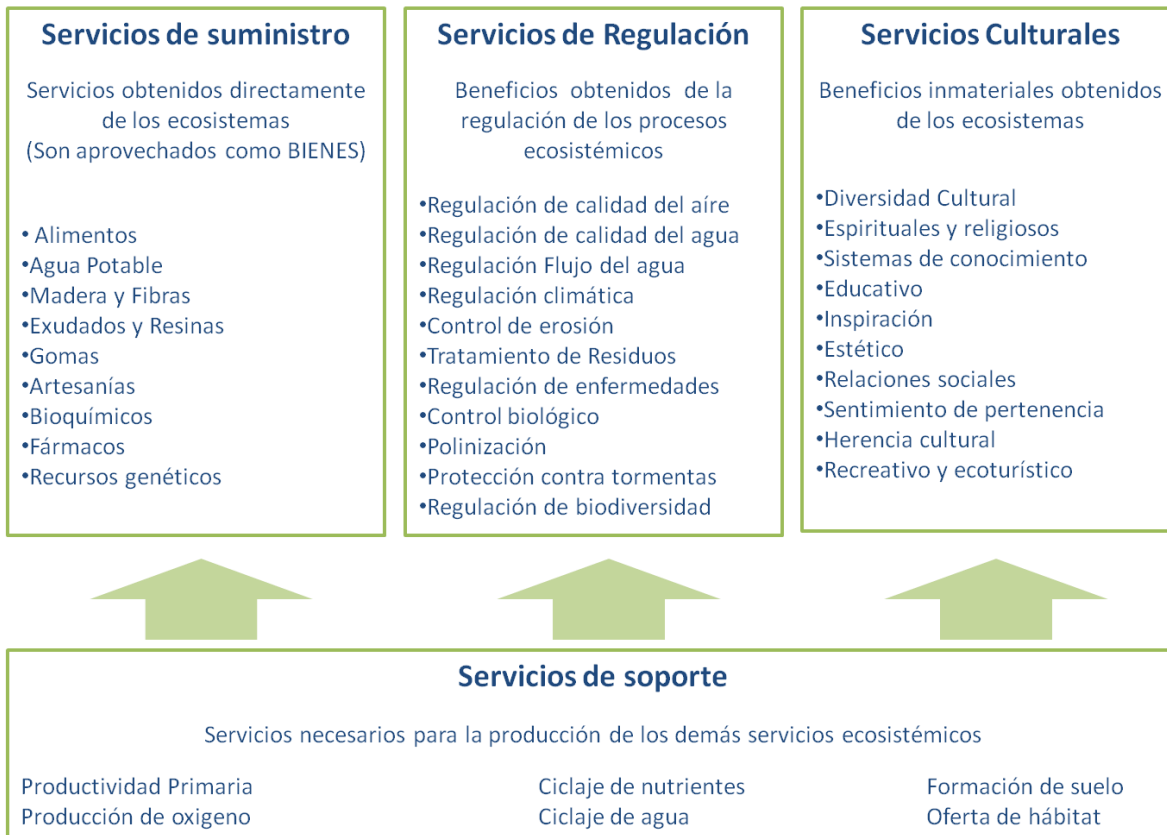 Servicios de suministro
Servicios obtenidos directamente
de los ecosistemas
(Son aprovechados como BIENES)
• Alimentos
•Agua Potable
•Madera y Fibras
•Exudados y Resinas
•Gomas
•Artesanías
•Bioquímicos
•Fármacos
•Recursos genéticos
Servicios de Regulación
Beneficios obtenidos de la
regulación de los procesos
ecosistémicos
•Regulación de calidad del aíre
•Regulación de calidad del agua
•Regulación Flujo del agua
•Regulación climática
•Control de erosión
•Tratamiento de Residuos
•Regulación de enfermedades
•Control biológico
•Polinización
•Protección contra tormentas
•Regulación de biodiversidad
Servicios Culturales
Beneficios inmateriales obtenidos
de los ecosistemas
•Diversidad Cultural
•Espirituales y religiosos
•Sistemas de conocimiento
•Educativo
•Inspiración
•Estético
•Relaciones sociales
•Sentimiento de pertenencia
•Herencia cultural
•Recreativo y ecoturístico
Servicios de soporte
Servicios necesarios para la producción de los demás servicios ecosistémicos
Productividad Primaria
Producción de oxigeno
Ciclaje de nutrientes
Ciclaje de agua
Formación de suelo
Oferta de hábitat